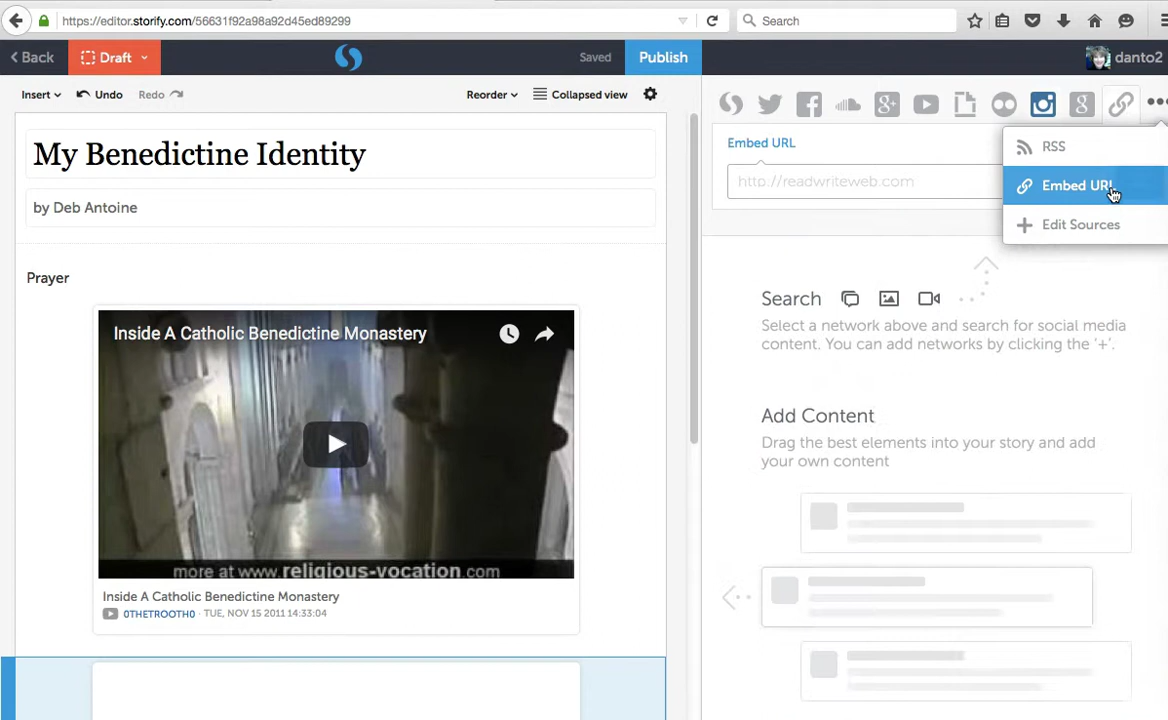 https://editor.storify.com/56631f92a98a92d45ed89299
Search
Back
Draft
Saved
Publish
danto2
Insert
Undo
Redo
Reorder
Collapsed view
My Benedictine Identity
by Deb Antoine
Prayer
Inside A Catholic Benedictine Monastery
more at www.religious-vocation.com
Inside A Catholic Benedictine Monastery
0THETROOTH0 · TUE, NOV 15 2011 14:33:04
Embed URL
http://readwriteweb.com
RSS
Embed URL
Edit Sources
Search
Select a network above and search for social media
content. You can add networks by clicking the '+'.
Add Content
Drag the best elements into your story and add
your own content